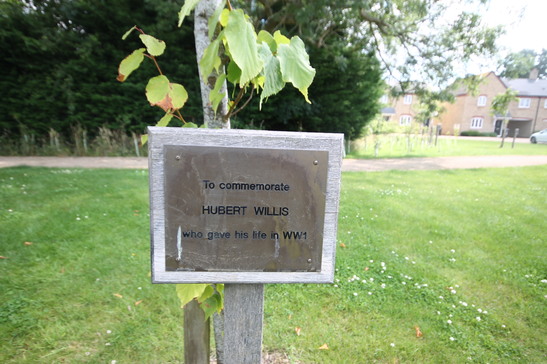 To commemorate
HUBERT WILLIS
who gave his life in WW1